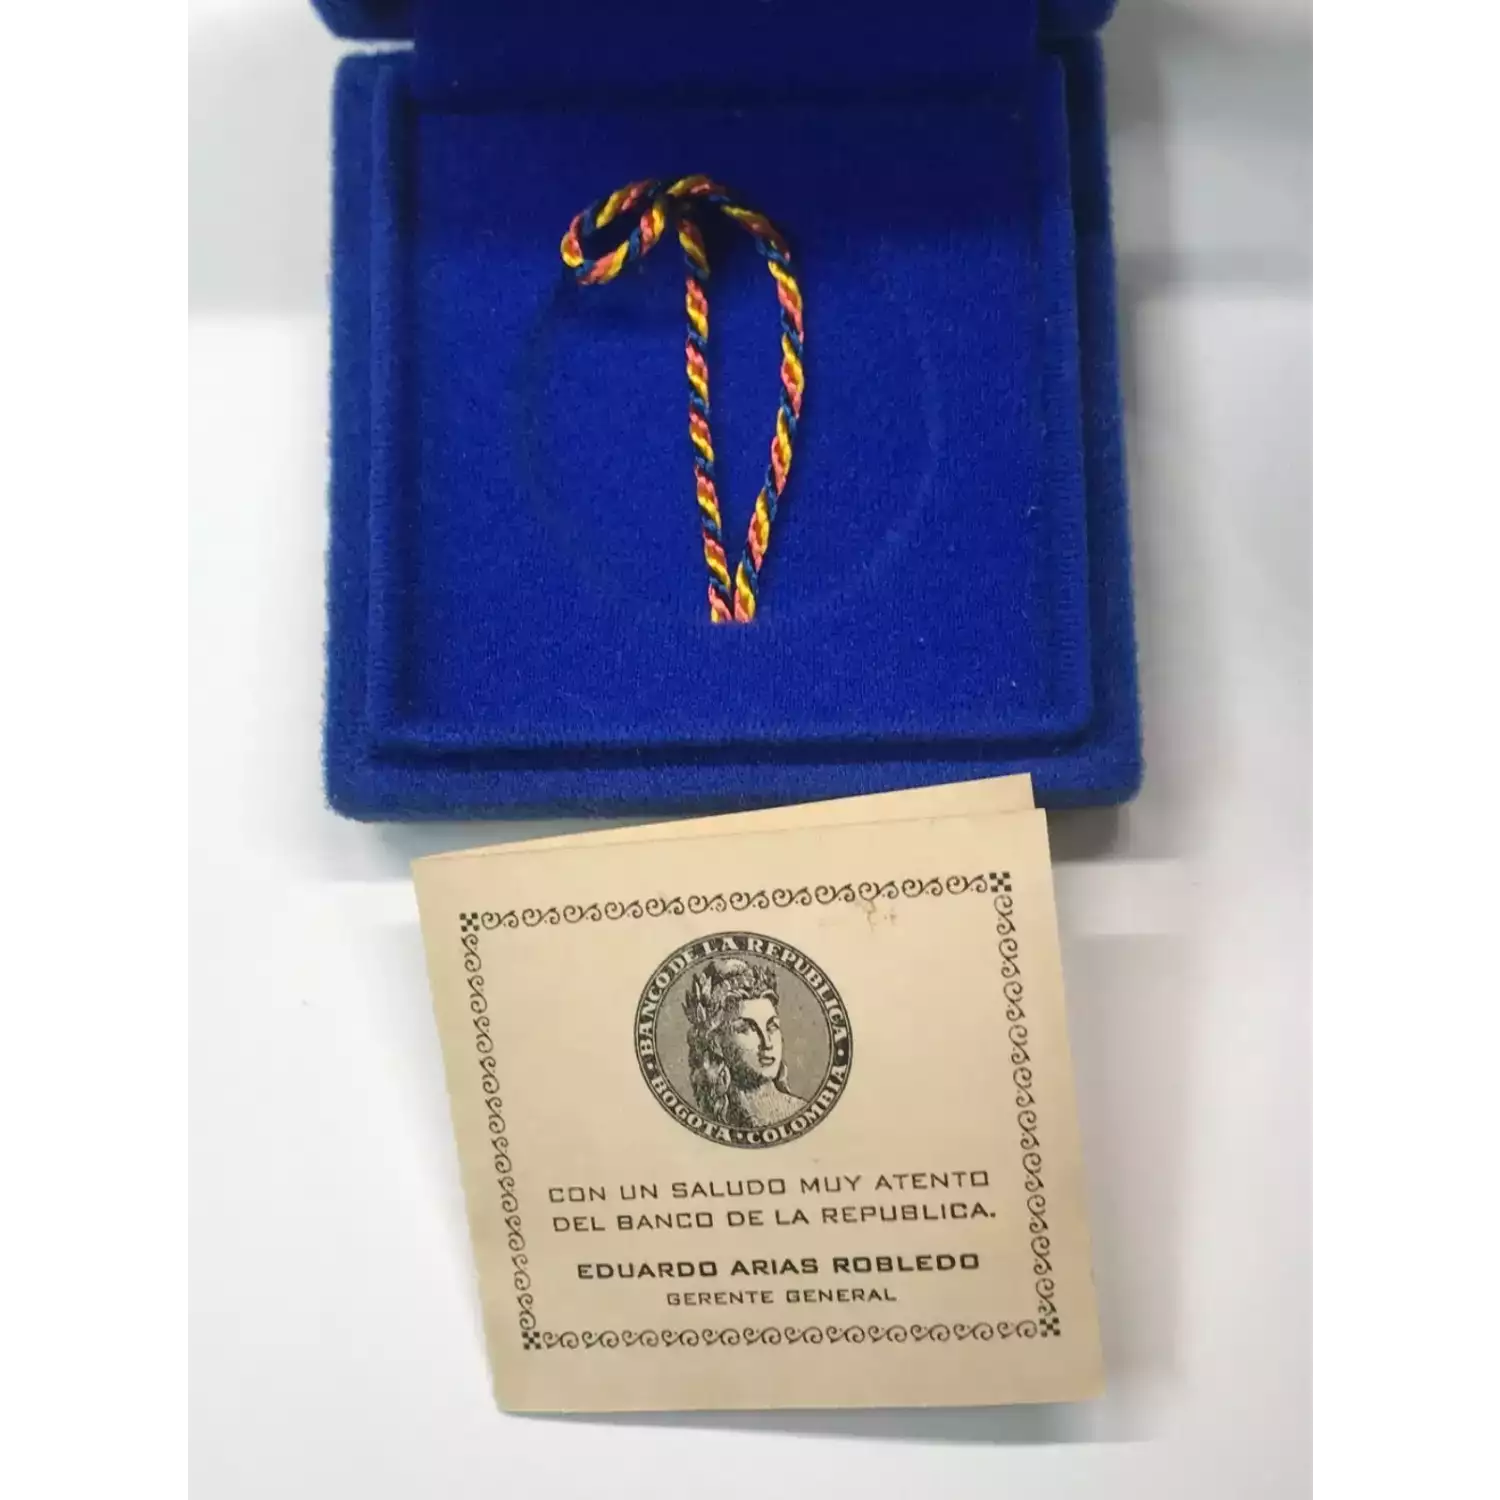 BANCO DE LA REPUBLICA
BOGOTA • COLOMBIA
CON UN SALUDO MUY ATENTO
DEL BANCO DE LA REPUBLICA.
EDUARDO ARIAS ROBLEDO
GERENTE GENERAL